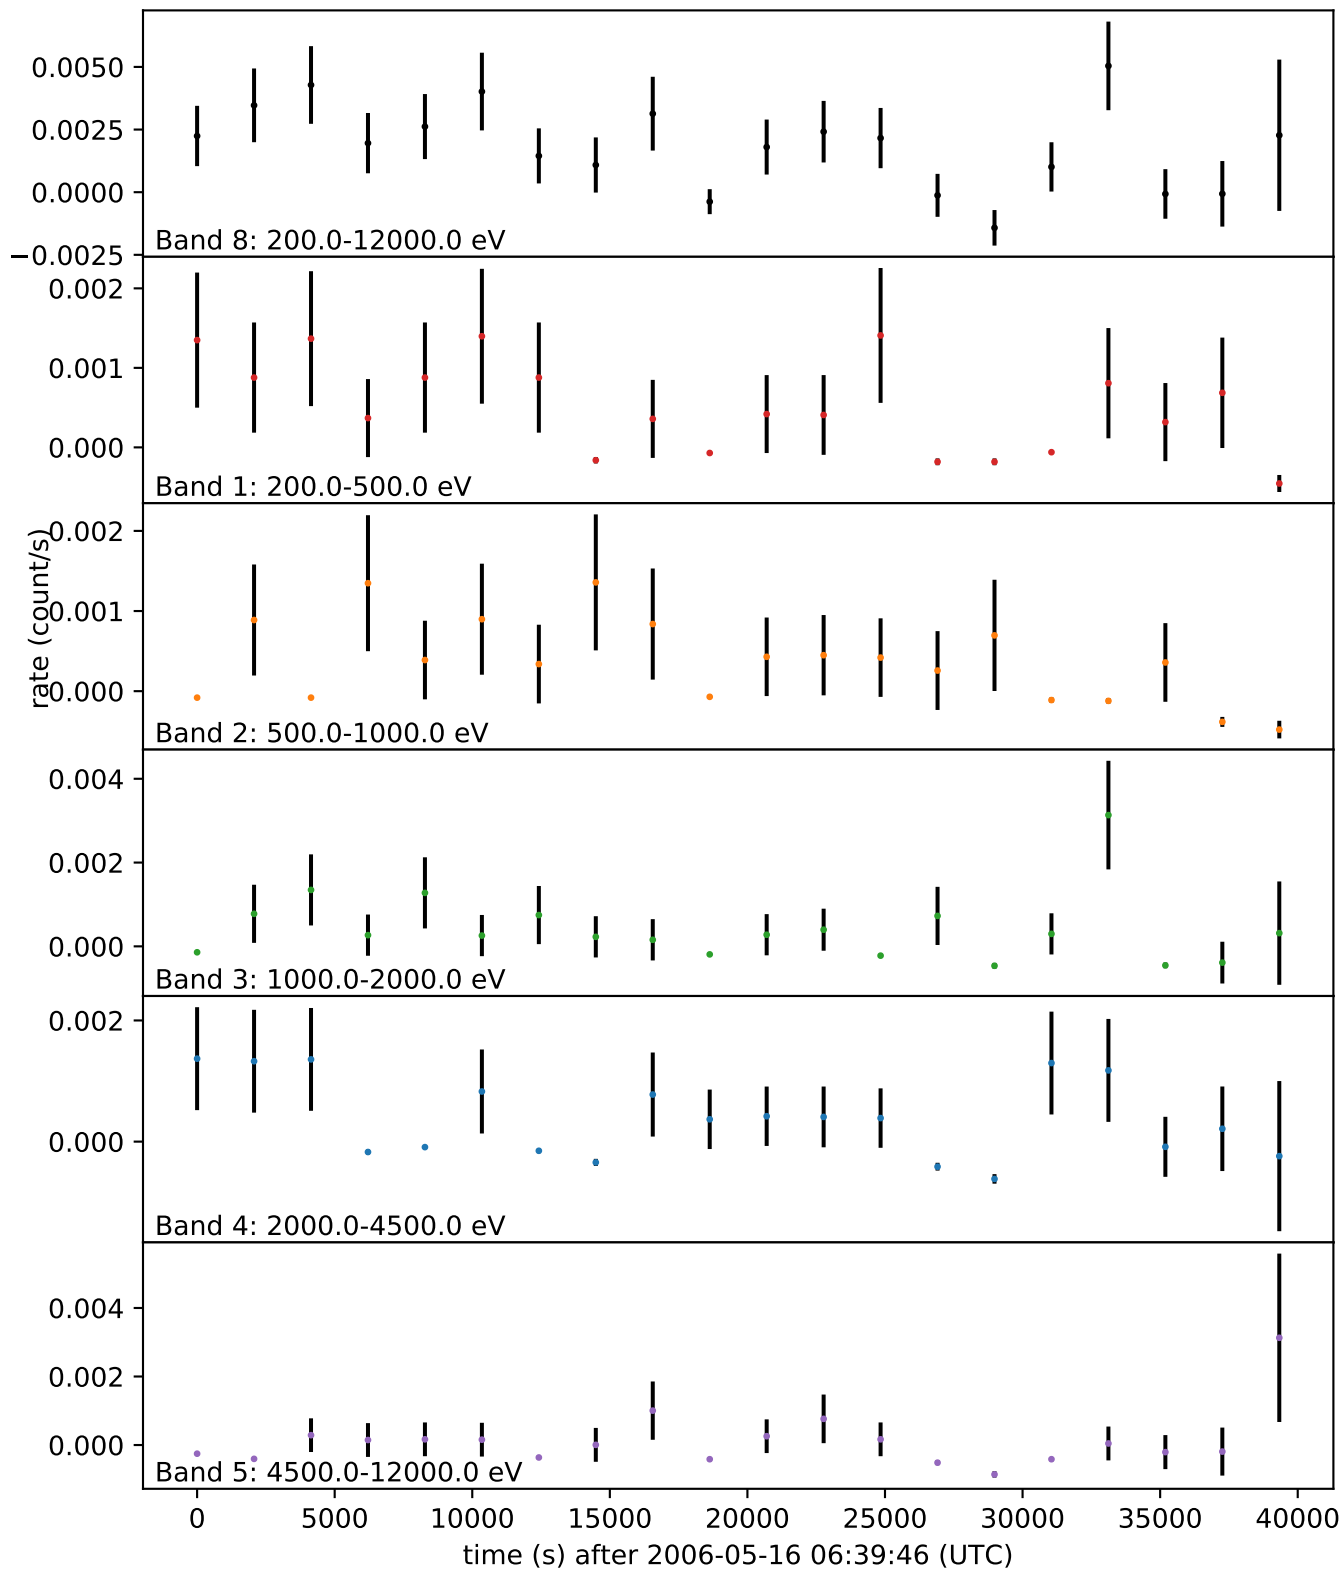 0.0050
0.0025
0.0000
−0.0025
Band 8: 200.0-12000.0 eV
0.002
0.001
0.000
Band 1: 200.0-500.0 eV
rate (count/s)
0.002
0.001
0.000
Band 2: 500.0-1000.0 eV
0.004
0.002
0.000
Band 3: 1000.0-2000.0 eV
0.002
0.000
Band 4: 2000.0-4500.0 eV
0.004
0.002
0.000
Band 5: 4500.0-12000.0 eV
0 5000 10000 15000 20000 25000 30000 35000 40000
time (s) after 2006-05-16 06:39:46 (UTC)